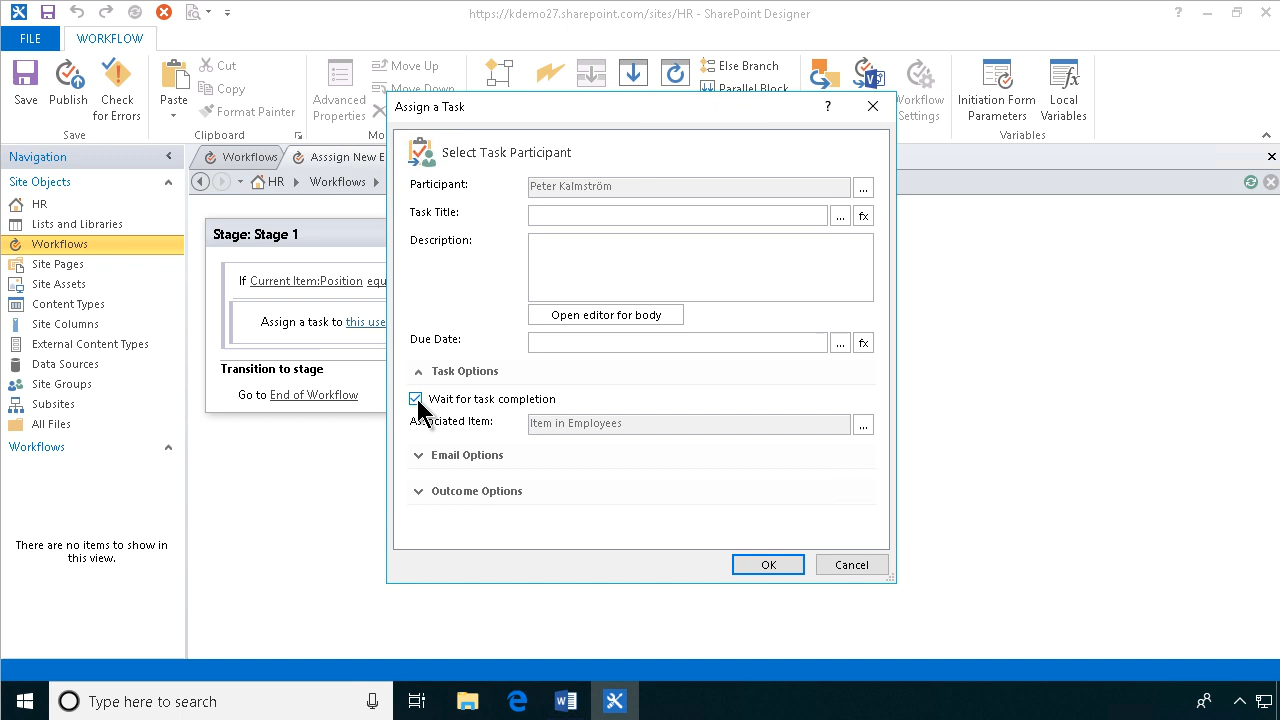 https://kdemo27.sharepoint.com/sites/HR - SharePoint Designer
?
FILE
WORKFLOW
Save
Publish
Check for Errors
Save
Paste
Cut
Copy
Format Painter
Clipboard
Advanced Properties
Move Up
Move Down
Mo
Else Branch
Parallel Block
Workflow Settings
Initiation Form Parameters
Local Variables
Variables
Navigation
Site Objects
HR
Lists and Libraries
Workflows
Site Pages
Site Assets
Content Types
Site Columns
External Content Types
Data Sources
Site Groups
Subsites
All Files
Workflows
There are no items to show in
this view.
Workflows
Assign New E
HR
Workflows
Stage: Stage 1
If Current Item:Position equ
Assign a task to this use
Transition to stage
Go to End of Workflow
Assign a Task
?
Select Task Participant
Participant:
Peter Kalmström
...
Task Title:
...
fx
Description:
Open editor for body
Due Date:
...
fx
Task Options
Wait for task completion
Associated Item:
Item in Employees
...
Email Options
Outcome Options
OK
Cancel
Type here to search